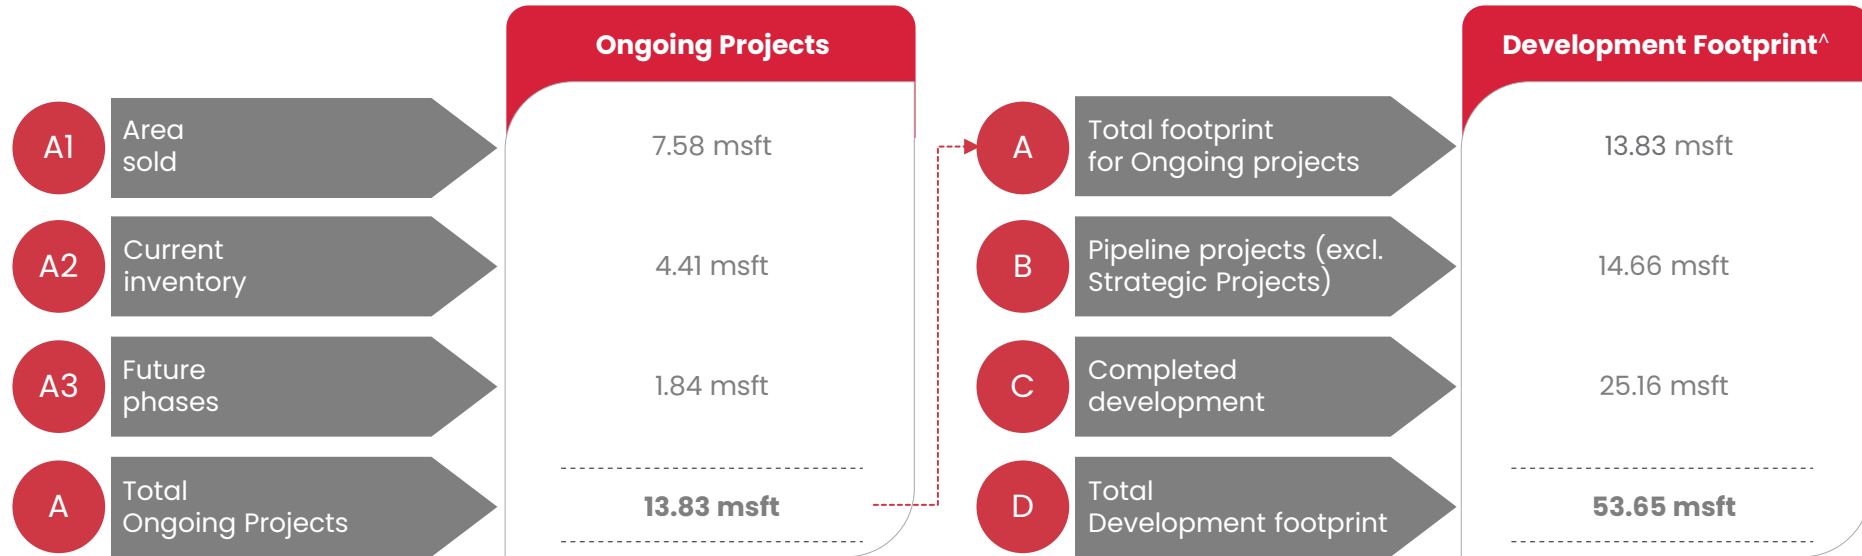 Ongoing Projects
A1
Area
sold
7.58 msft
A2
Current
inventory
4.41 msft
A3
Future
phases
1.84 msft
A
Total
Ongoing Projects
13.83 msft
Development Footprint^
A
Total footprint
for Ongoing projects
13.83 msft
B
Pipeline projects (excl.
Strategic Projects)
14.66 msft
C
Completed
development
25.16 msft
D
Total
Development footprint
53.65 msft